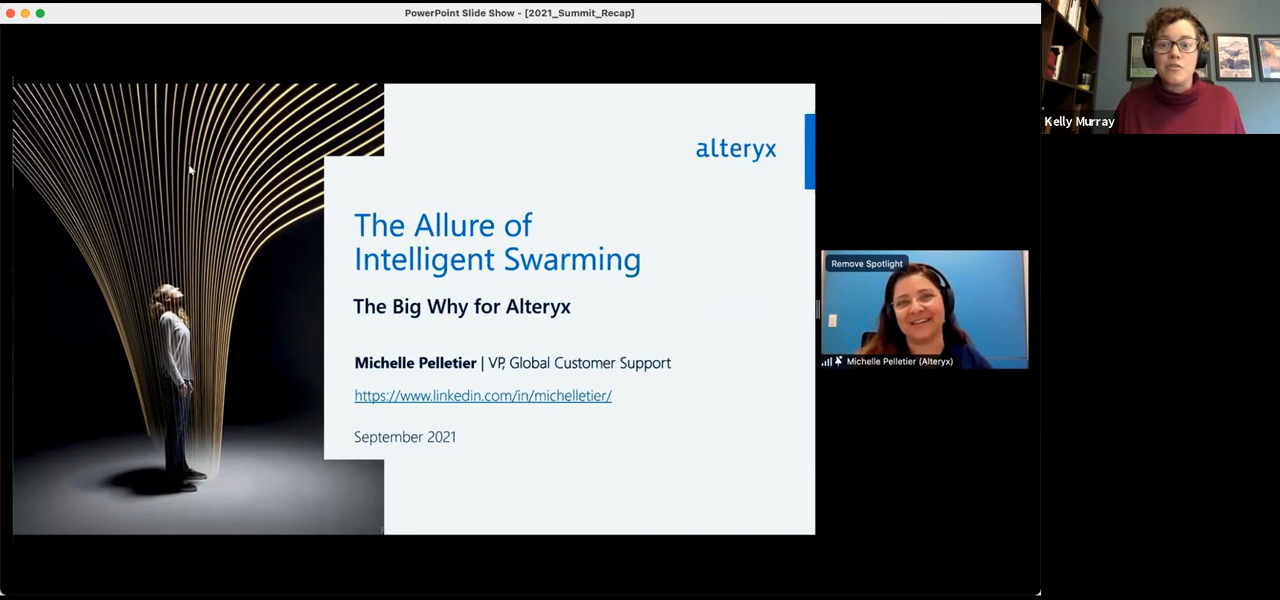 PowerPoint Slide Show - [2021_Summit_Recap]
Kelly Murray
alteryx
The Allure of
Intelligent Swarming
The Big Why for Alteryx
Michelle Pelletier | VP, Global Customer Support
https://www.linkedin.com/in/michelletier/
September 2021
Remove Spotlight
Michelle Pelletier (Alteryx)